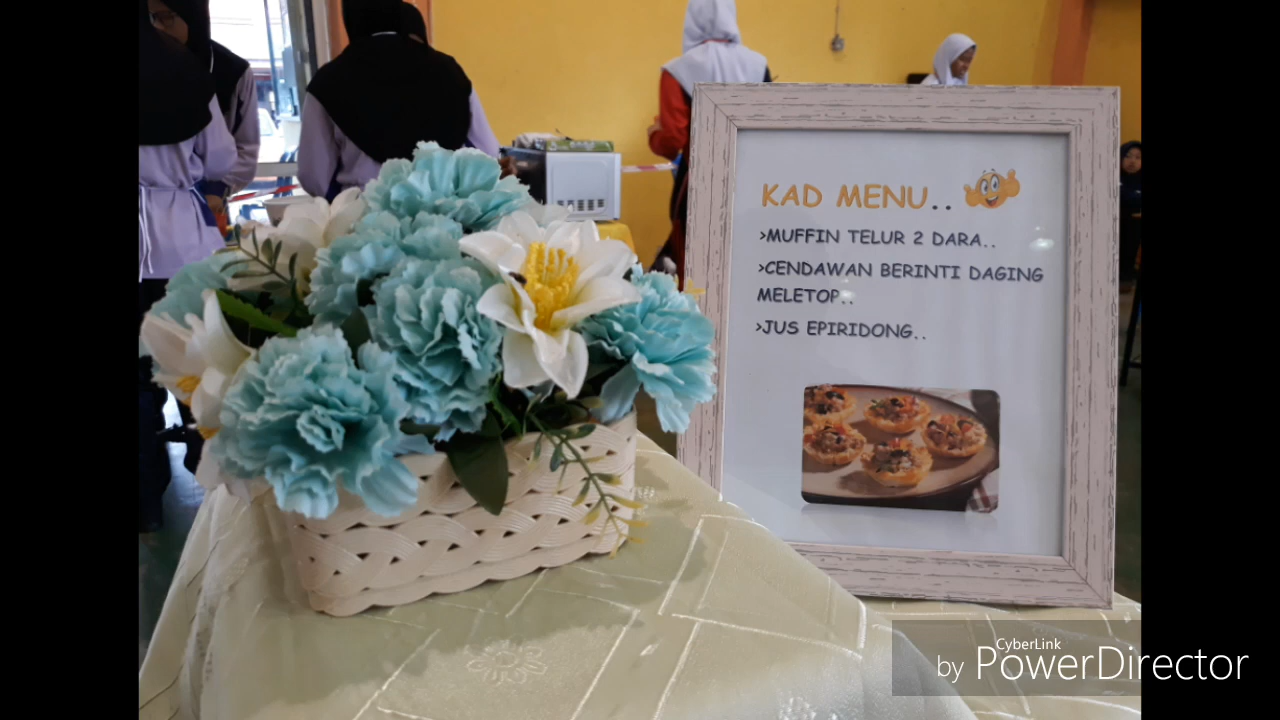 KAD MENU..
>MUFFIN TELUR 2 DARA..
>CENDAWAN BERINTI DAGING
MELETOP..
>JUS EPIRIDONG..
CyberLink
by PowerDirector